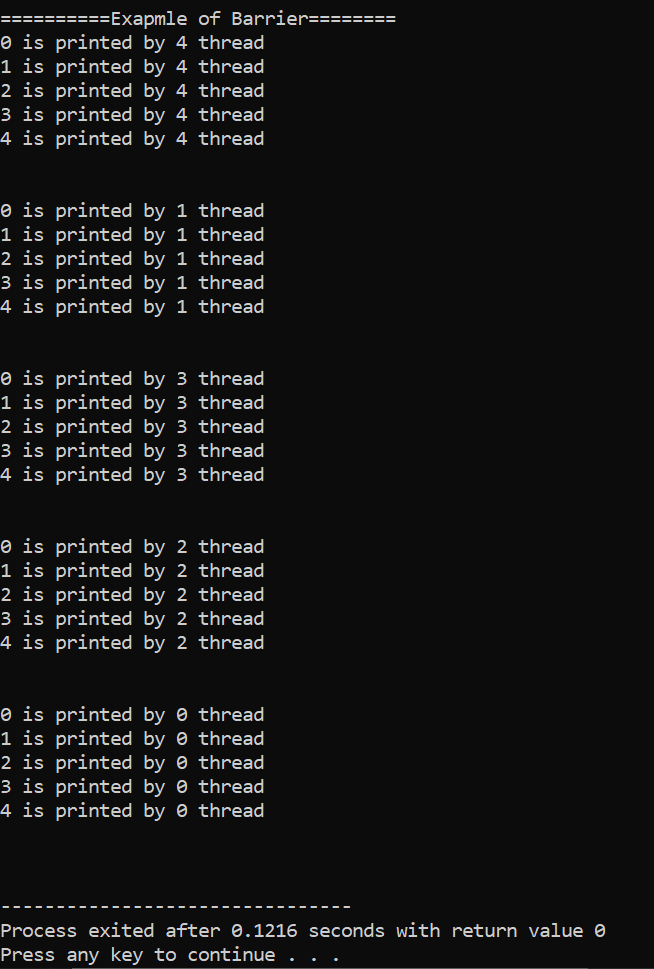 ==========Exapmle of Barrier========
0 is printed by 4 thread
1 is printed by 4 thread
2 is printed by 4 thread
3 is printed by 4 thread
4 is printed by 4 thread
0 is printed by 1 thread
1 is printed by 1 thread
2 is printed by 1 thread
3 is printed by 1 thread
4 is printed by 1 thread
0 is printed by 3 thread
1 is printed by 3 thread
2 is printed by 3 thread
3 is printed by 3 thread
4 is printed by 3 thread
0 is printed by 2 thread
1 is printed by 2 thread
2 is printed by 2 thread
3 is printed by 2 thread
4 is printed by 2 thread
0 is printed by 0 thread
1 is printed by 0 thread
2 is printed by 0 thread
3 is printed by 0 thread
4 is printed by 0 thread
--------------------------------
Process exited after 0.1216 seconds with return value 0
Press any key to continue . . .